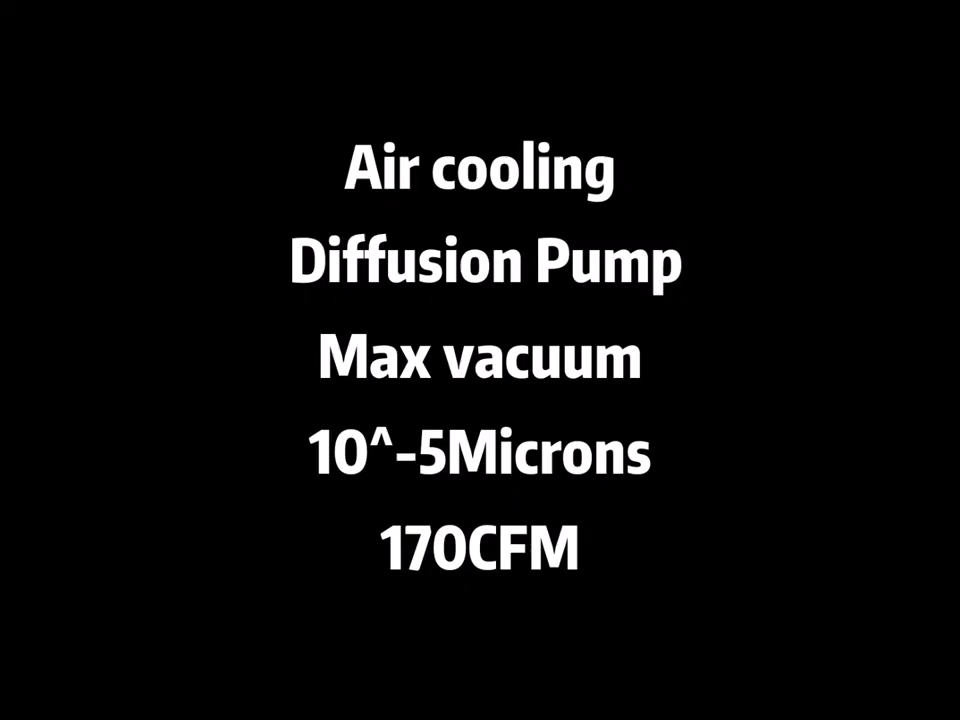 Air cooling
Diffusion Pump
Max vacuum
10^-5Microns
170CFM